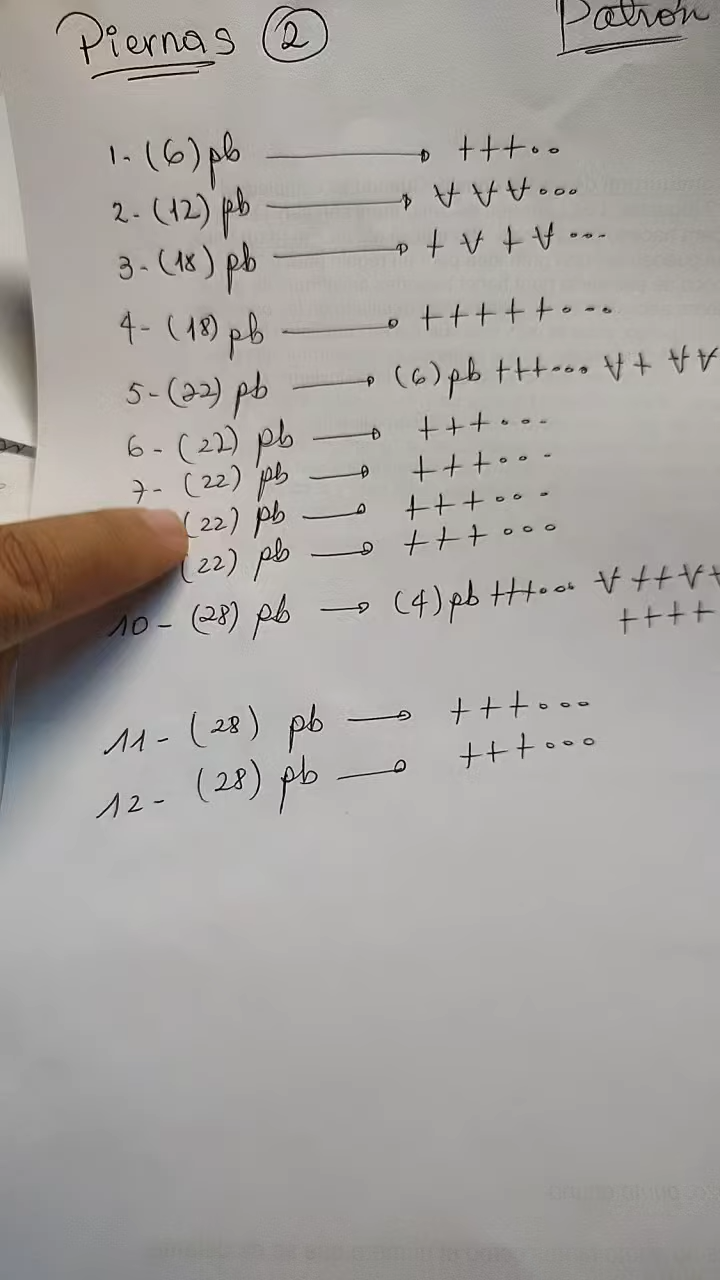 Piernas ② Patrón
1- (6) pb → +++..
2- (12) pb → V V V...
3- (18) pb → + V + V ...
4- (18) pb → + + + + + ...
5- (22) pb → (6) pb +++... V + V V
6- (22) pb → +++...
7- (22) pb → +++...
(22) pb → +++...
(22) pb → +++...
10- (28) pb → (4) pb +++... V ++ V +
++++
11- (28) pb → +++...
12- (28) pb → +++...